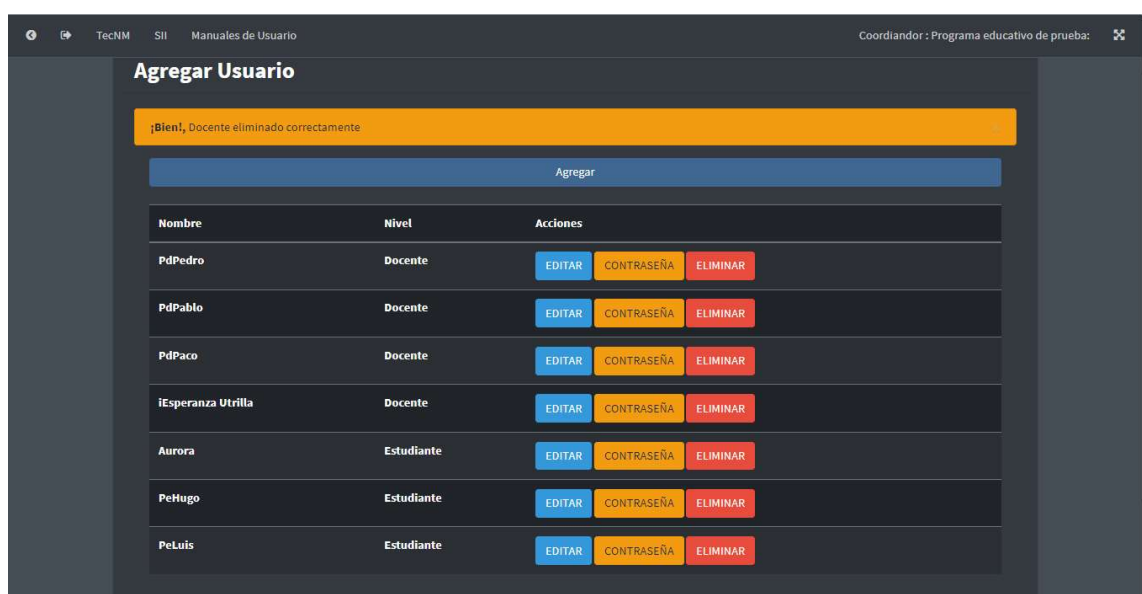 TecNM SII Manuales de Usuario Coordiandor : Programa educativo de prueba:
Agregar Usuario
¡Bien!, Docente eliminado correctamente
Agregar
Nombre Nivel Acciones
PdPedro Docente EDITAR CONTRASEÑA ELIMINAR
PdPablo Docente EDITAR CONTRASEÑA ELIMINAR
PdPaco Docente EDITAR CONTRASEÑA ELIMINAR
iEsperanza Utrilla Docente EDITAR CONTRASEÑA ELIMINAR
Aurora Estudiante EDITAR CONTRASEÑA ELIMINAR
PeHugo Estudiante EDITAR CONTRASEÑA ELIMINAR
PeLuis Estudiante EDITAR CONTRASEÑA ELIMINAR